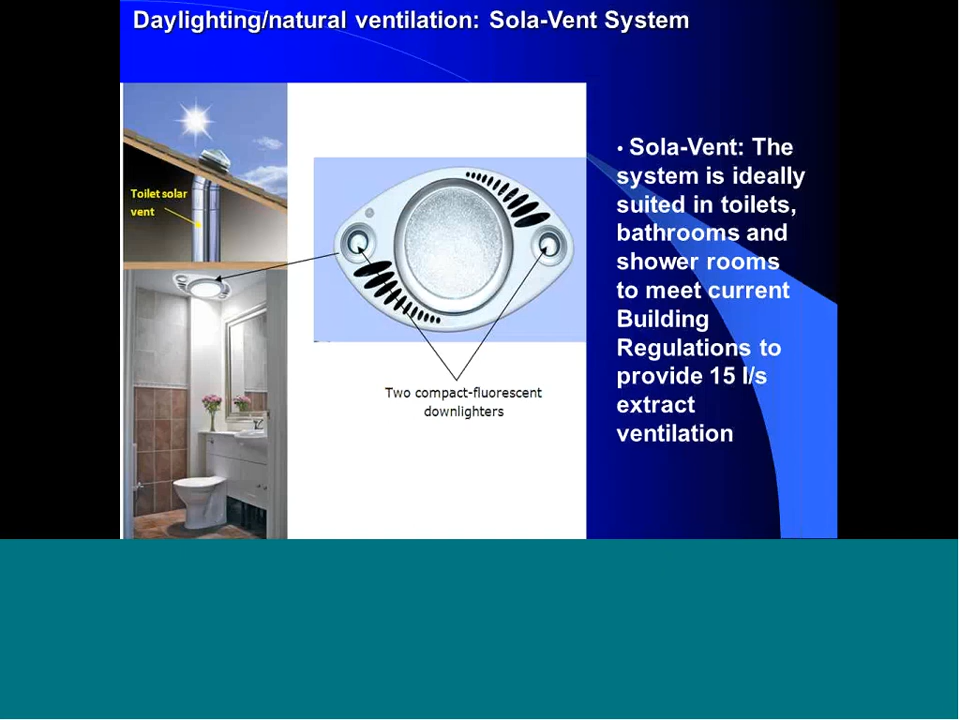 Daylighting/natural ventilation: Sola-Vent System
Toilet solar
vent
Two compact-fluorescent
downlighters
• Sola-Vent: The
system is ideally
suited in toilets,
bathrooms and
shower rooms
to meet current
Building
Regulations to
provide 15 l/s
extract
ventilation